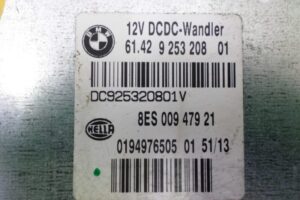 BMW
12V DCDC-Wandler
61.42 9 253 208 01
DC925320801V
HELLA
8ES 009 479 21
0194976505 01 51/13